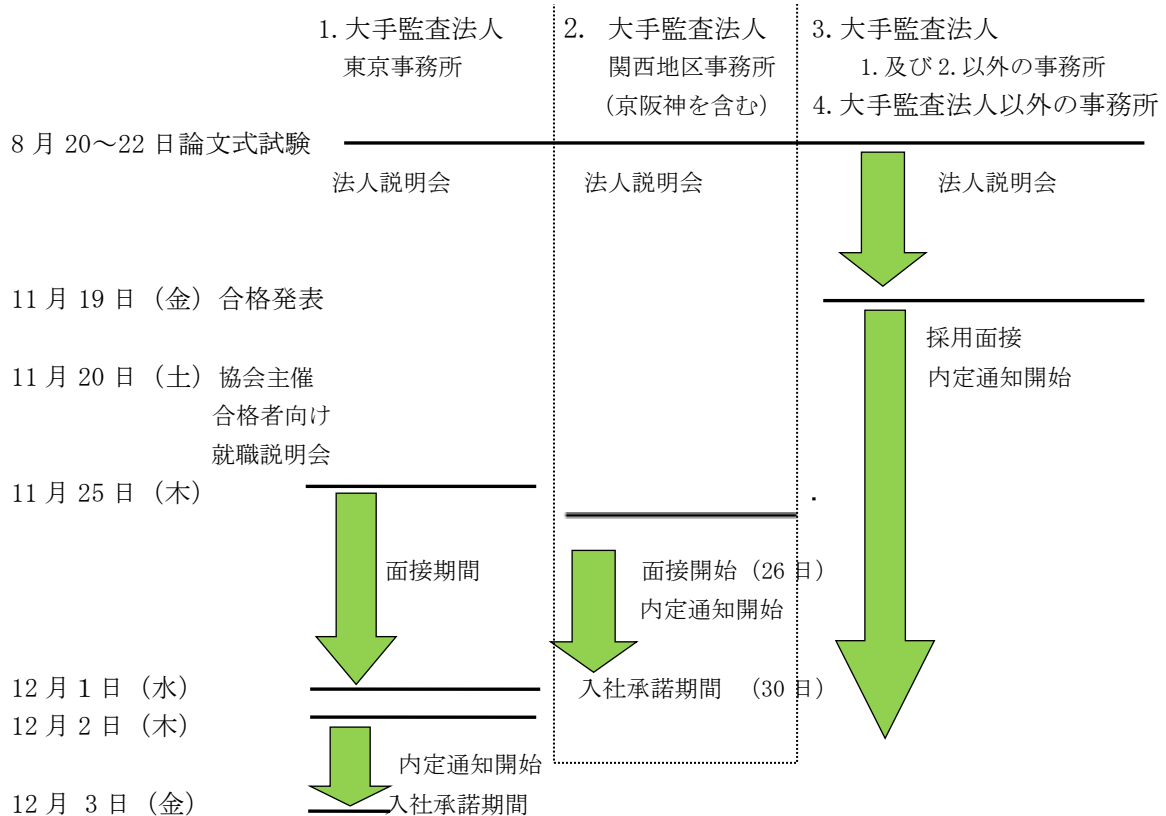 1. 大手監査法人
東京事務所
2. 大手監査法人
関西地区事務所
(京阪神を含む)
3. 大手監査法人
1. 及び 2. 以外の事務所
4. 大手監査法人以外の事務所
8 月 20～22 日論文式試験
法人説明会
法人説明会
法人説明会
11 月 19 日（金）合格発表
採用面接
内定通知開始
11 月 20 日（土）協会主催
合格者向け
就職説明会
11 月 25 日（木）
面接期間
面接開始（26 日）
内定通知開始
12 月 1 日（水）
入社承諾期間 （30 日）
12 月 2 日（木）
内定通知開始
12 月 3 日（金）
入社承諾期間